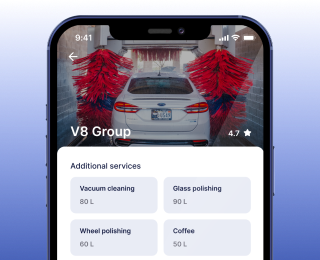 9:41
V8 Group
4.7
Additional services
Vacuum cleaning
80 L
Glass polishing
90 L
Wheel polishing
60 L
Coffee
50 L